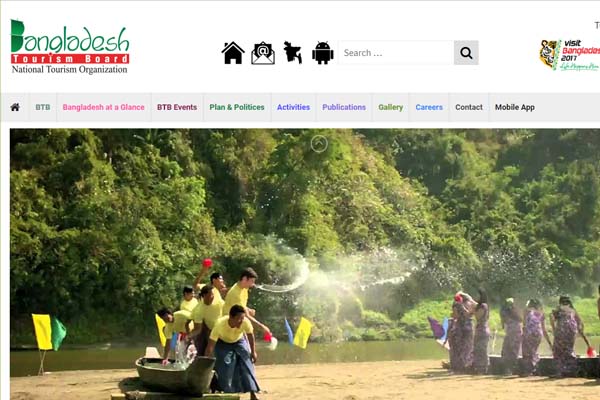 Bangladesh
Tourism Board
National Tourism Organization
Search ...
visit
Bangladesh
2017
BTB
Bangladesh at a Glance
BTB Events
Plan & Politices
Activities
Publications
Gallery
Careers
Contact
Mobile App